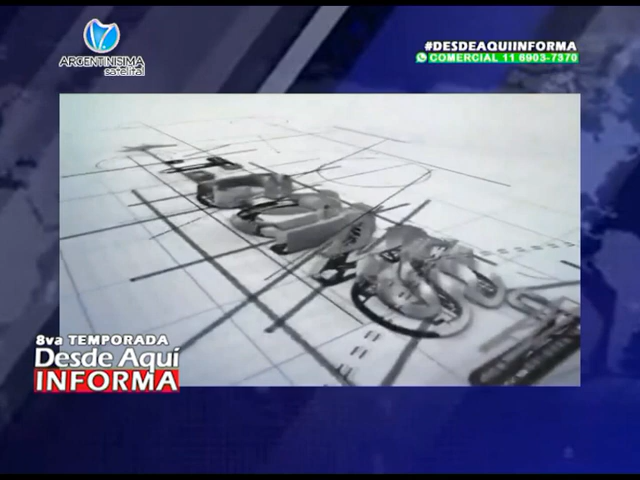 ARGENTINISIMA
satelital
#DESDEAQUIINFORMA
COMERCIAL 11 6903-7370
8va TEMPORADA
Desde Aquí
INFORMA